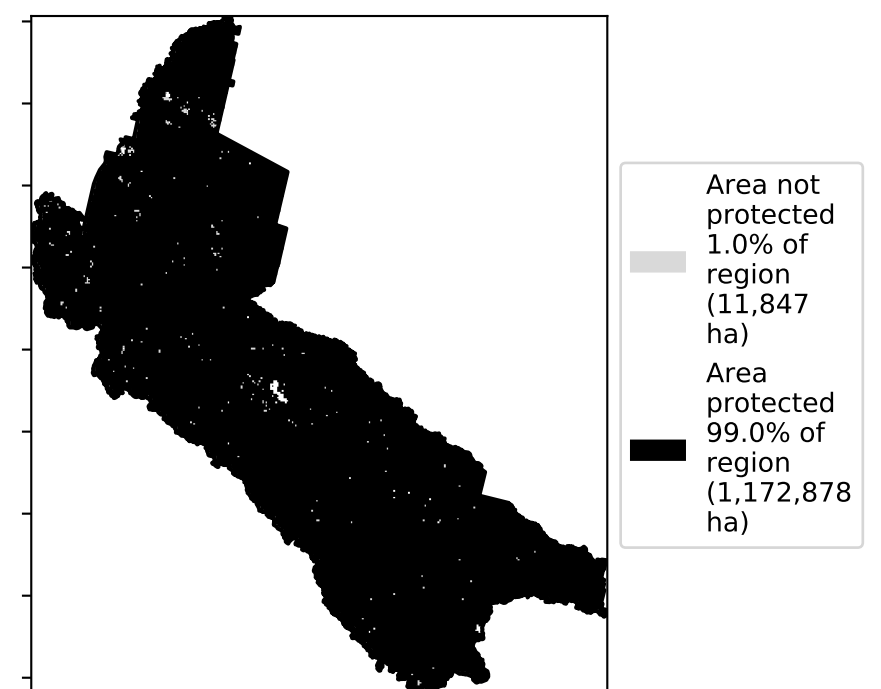 Area not
protected
1.0% of
region
(11,847
ha)
Area
protected
99.0% of
region
(1,172,878
ha)